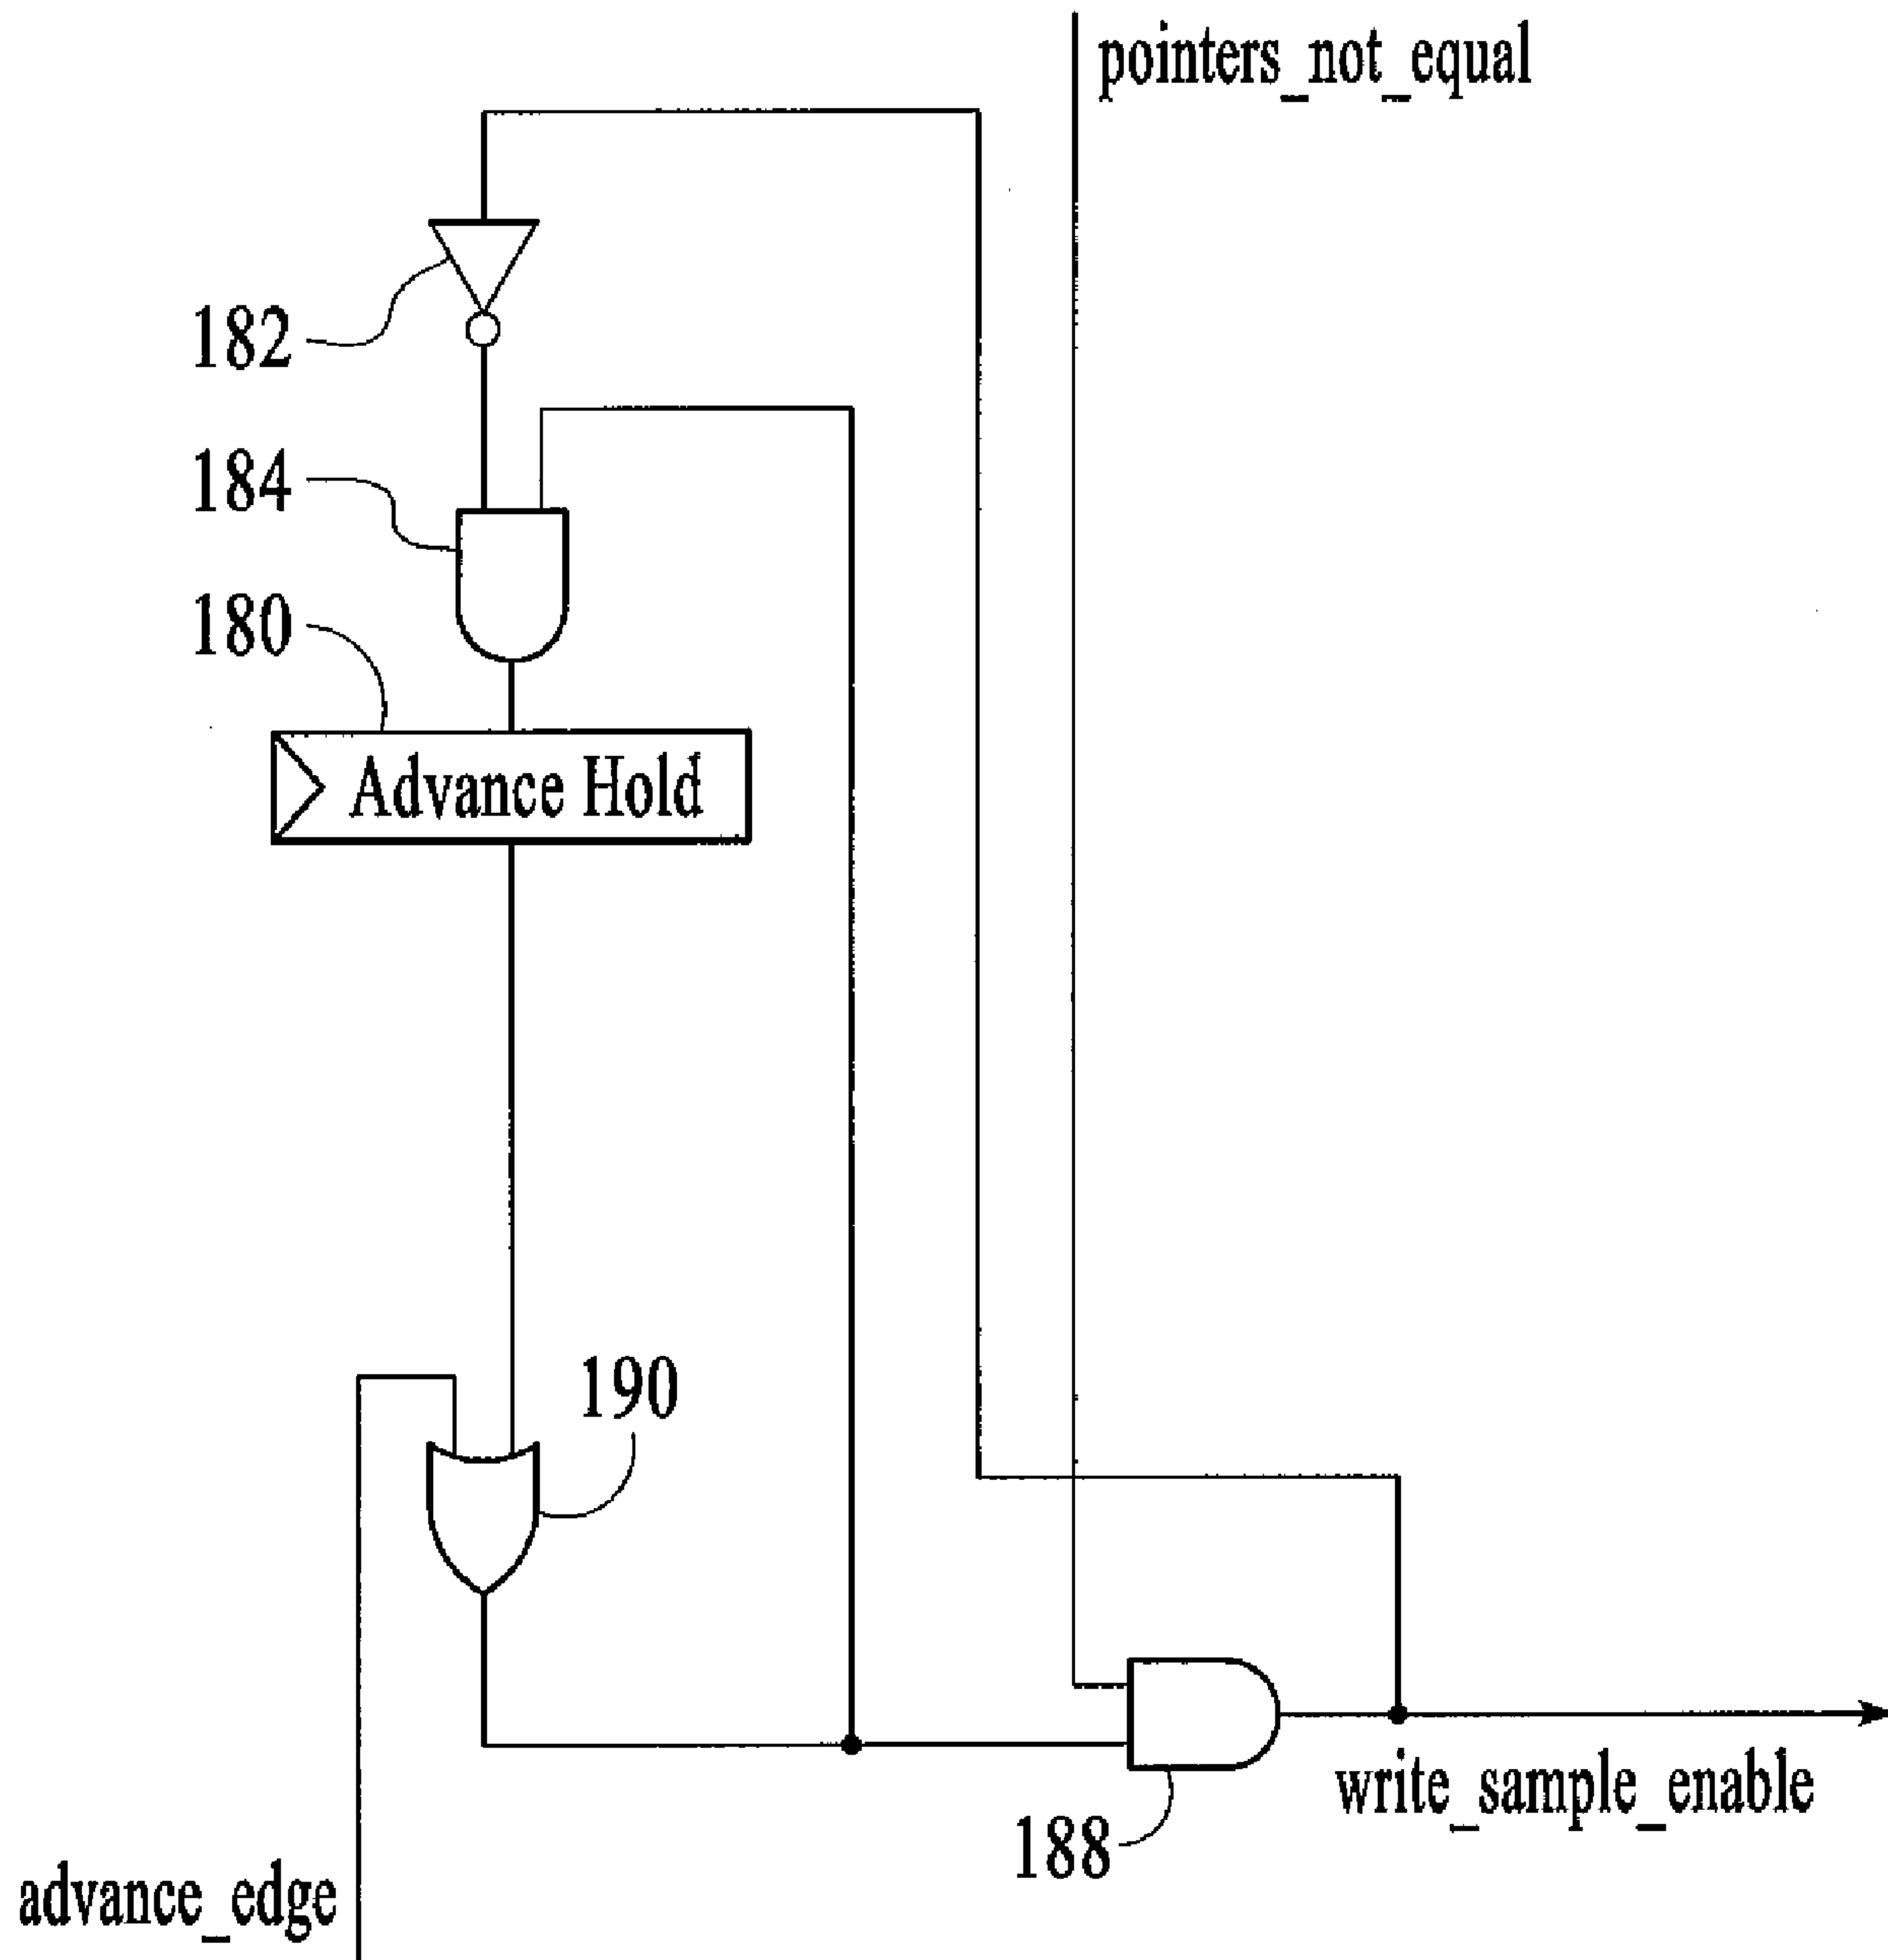 pointers_not_equal
182
184
180
Advance Hold
190
write_sample_enable
188
advance_edge